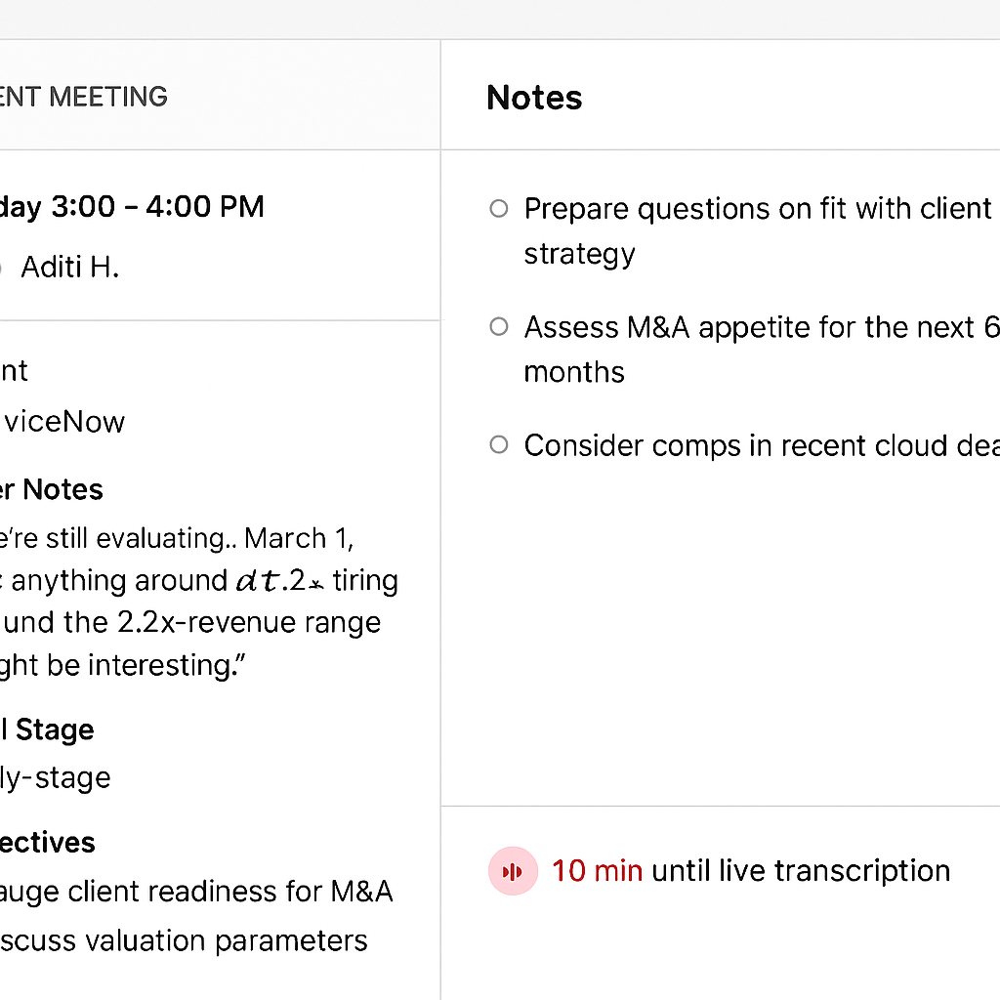 ENT MEETING
day 3:00 – 4:00 PM
Aditi H.
nt
viceNow
er Notes
e’re still evaluating.. March 1,
anything around dt.2x tiring
und the 2.2x-revenue range
ght be interesting.”
l Stage
ly-stage
ectives
auge client readiness for M&A
scuss valuation parameters
Notes
Prepare questions on fit with client
strategy
Assess M&A appetite for the next 6
months
Consider comps in recent cloud dea
10 min until live transcription